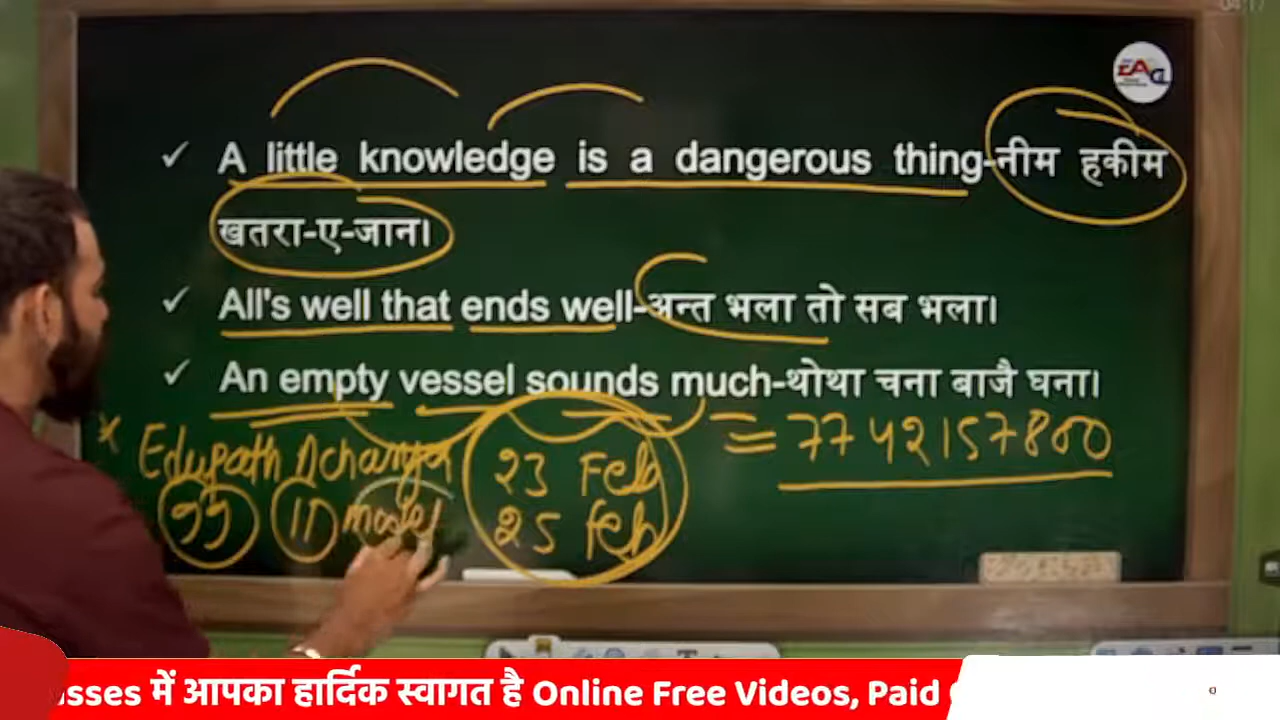 ✓ A little knowledge is a dangerous thing-नीम हकीम
खतरा-ए-जान।
✓ All's well that ends well-अन्त भला तो सब भला।
✓ An empty vessel sounds much-थोथा चना बाजै घना।
= 7742157800
× Edupath Acharya
23 Feb
99 11 model
25 Feb
में आपका हार्दिक स्वागत है Online Free Videos, Paid